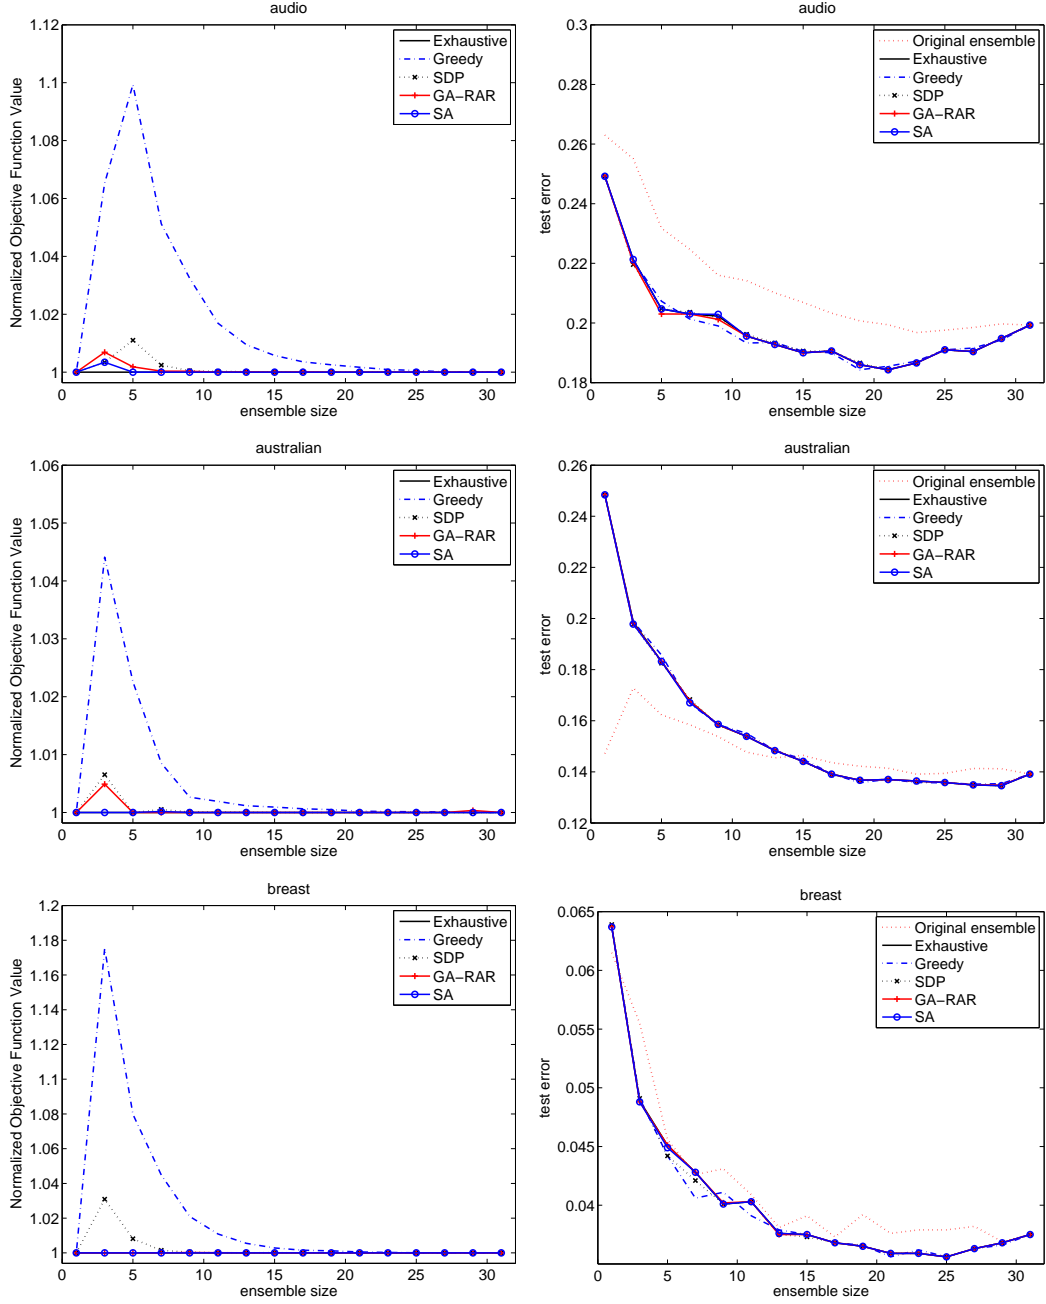 audio
1.12
1.1
1.08
1.06
1.04
1.02
1
0
5
10
15
20
25
30
Normalized Objective Function Value
ensemble size
Exhaustive
Greedy
SDP
GA−RAR
SA
audio
0.3
0.28
0.26
0.24
0.22
0.2
0.18
0
5
10
15
20
25
30
test error
ensemble size
Original ensemble
Exhaustive
Greedy
SDP
GA−RAR
SA
australian
1.06
1.05
1.04
1.03
1.02
1.01
1
0
5
10
15
20
25
30
Normalized Objective Function Value
ensemble size
Exhaustive
Greedy
SDP
GA−RAR
SA
australian
0.26
0.24
0.22
0.2
0.18
0.16
0.14
0.12
0
5
10
15
20
25
30
test error
ensemble size
Original ensemble
Exhaustive
Greedy
SDP
GA−RAR
SA
breast
1.2
1.18
1.16
1.14
1.12
1.1
1.08
1.06
1.04
1.02
1
0
5
10
15
20
25
30
Normalized Objective Function Value
ensemble size
Exhaustive
Greedy
SDP
GA−RAR
SA
breast
0.065
0.06
0.055
0.05
0.045
0.04
0
5
10
15
20
25
30
test error
ensemble size
Original ensemble
Exhaustive
Greedy
SDP
GA−RAR
SA